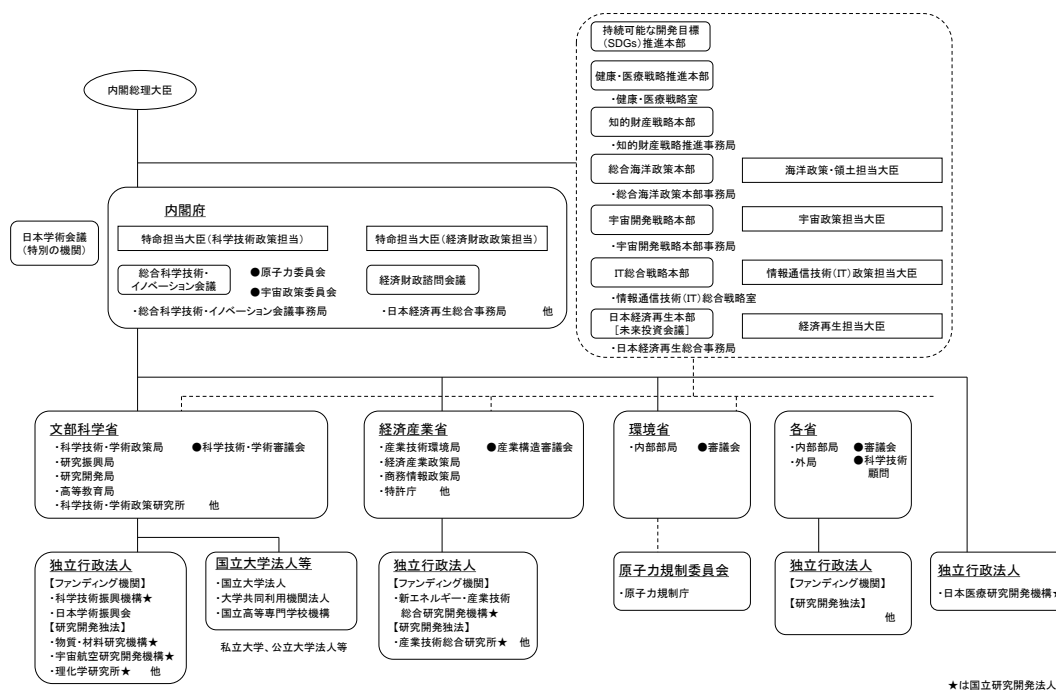 内閣総理大臣
持続可能な開発目標
(SDGs)推進本部
健康・医療戦略推進本部
・健康・医療戦略室
知的財産戦略本部
・知的財産戦略推進事務局
総合海洋政策本部
海洋政策・領土担当大臣
・総合海洋政策本部事務局
宇宙開発戦略本部
宇宙政策担当大臣
・宇宙開発戦略本部事務局
IT総合戦略本部
情報通信技術(IT)政策担当大臣
・情報通信技術(IT)総合戦略室
日本経済再生本部
[未来投資会議]
経済再生担当大臣
・日本経済再生総合事務局
日本学術会議
(特別の機関)
内閣府
特命担当大臣(科学技術政策担当)
特命担当大臣(経済財政政策担当)
総合科学技術・
イノベーション会議
●原子力委員会
●宇宙政策委員会
経済財政諮問会議
・総合科学技術・イノベーション会議事務局
・日本経済再生総合事務局 他
文部科学省
・科学技術・学術政策局 ●科学技術・学術審議会
・研究振興局
・研究開発局
・高等教育局
・科学技術・学術政策研究所 他
経済産業省
・産業技術環境局 ●産業構造審議会
・経済産業政策局
・商務情報政策局
・特許庁 他
環境省
・内部部局 ●審議会
各省
・内部部局 ●審議会
・外局 ●科学技術
顧問
独立行政法人
【ファンディング機関】
・科学技術振興機構★
・日本学術振興会
【研究開発独法】
・物質・材料研究機構★
・宇宙航空研究開発機構★
・理化学研究所★ 他
国立大学法人等
・国立大学法人
・大学共同利用機関法人
・国立高等専門学校機構
私立大学、公立大学法人等
独立行政法人
【ファンディング機関】
・新エネルギー・産業技術
総合研究開発機構★
【研究開発独法】
・産業技術総合研究所★ 他
原子力規制委員会
・原子力規制庁
独立行政法人
【ファンディング機関】
【研究開発独法】
他
独立行政法人
・日本医療研究開発機構★
★は国立研究開発法人